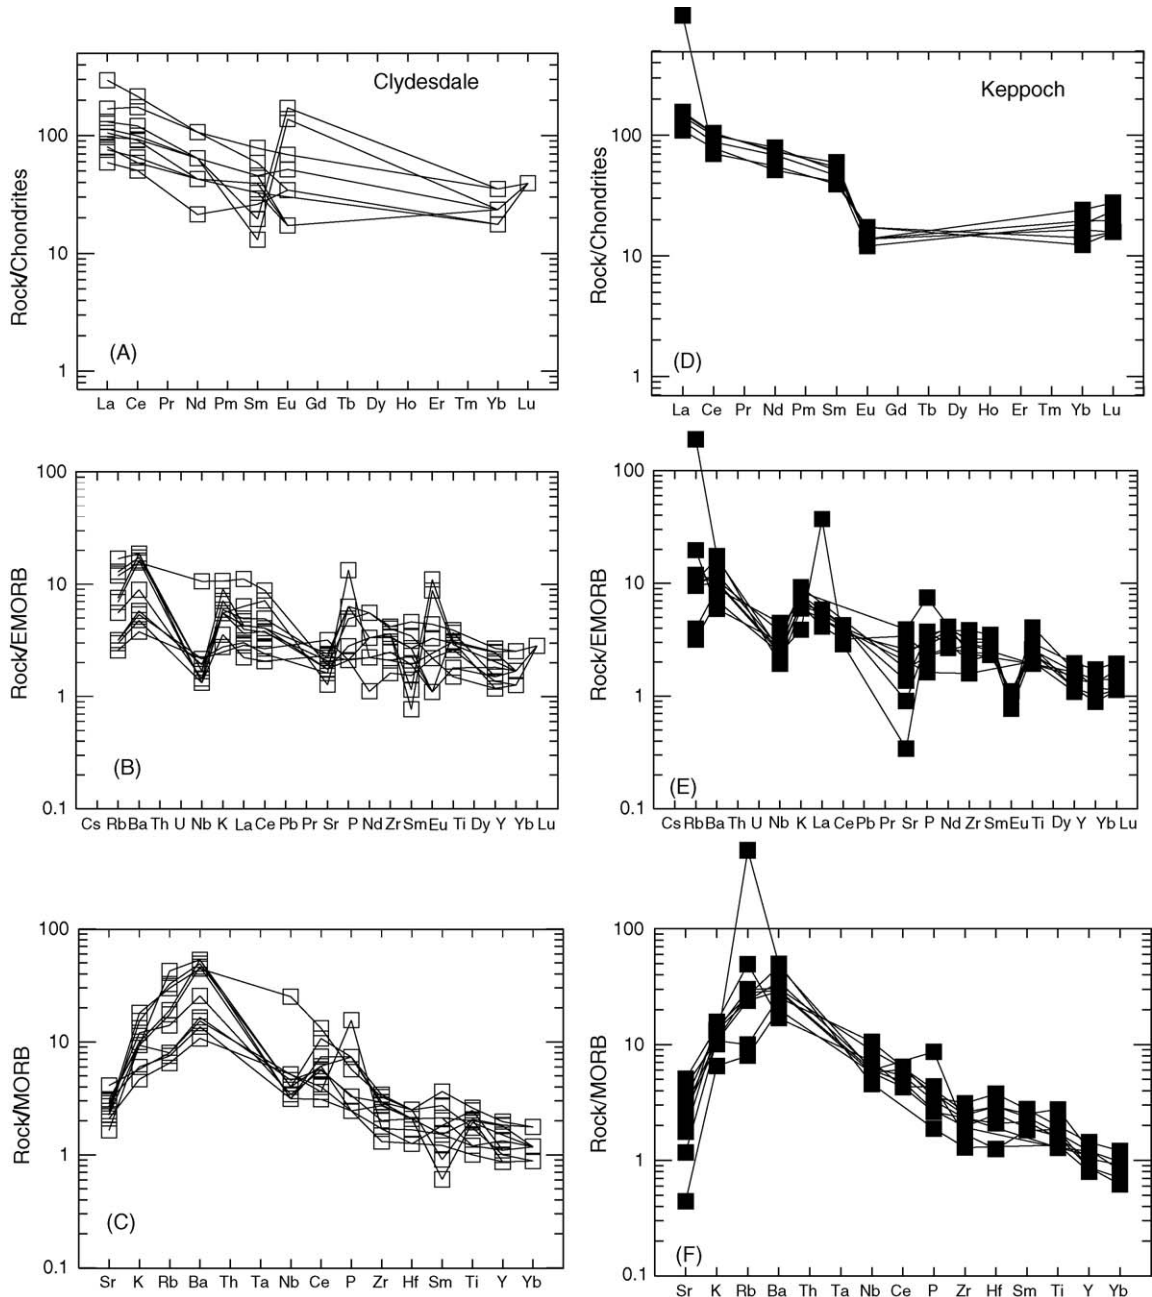 Clydesdale
100
10
1
Rock/Chondrites
(A)
La Ce Pr Nd Pm Sm Eu Gd Tb Dy Ho Er Tm Yb Lu
Keppoch
100
10
1
Rock/Chondrites
(D)
La Ce Pr Nd Pm Sm Eu Gd Tb Dy Ho Er Tm Yb Lu
100
10
1
0.1
Rock/EMORB
(B)
Cs Rb Ba Th U Nb K La Ce Pb Pr Sr P Nd Zr Sm Eu Ti Dy Y Yb Lu
100
10
1
0.1
Rock/EMORB
(E)
Cs Rb Ba Th U Nb K La Ce Pb Pr Sr P Nd Zr Sm Eu Ti Dy Y Yb Lu
100
10
1
0.1
Rock/MORB
(C)
Sr K Rb Ba Th Ta Nb Ce P Zr Hf Sm Ti Y Yb
100
10
1
0.1
Rock/MORB
(F)
Sr K Rb Ba Th Ta Nb Ce P Zr Hf Sm Ti Y Yb